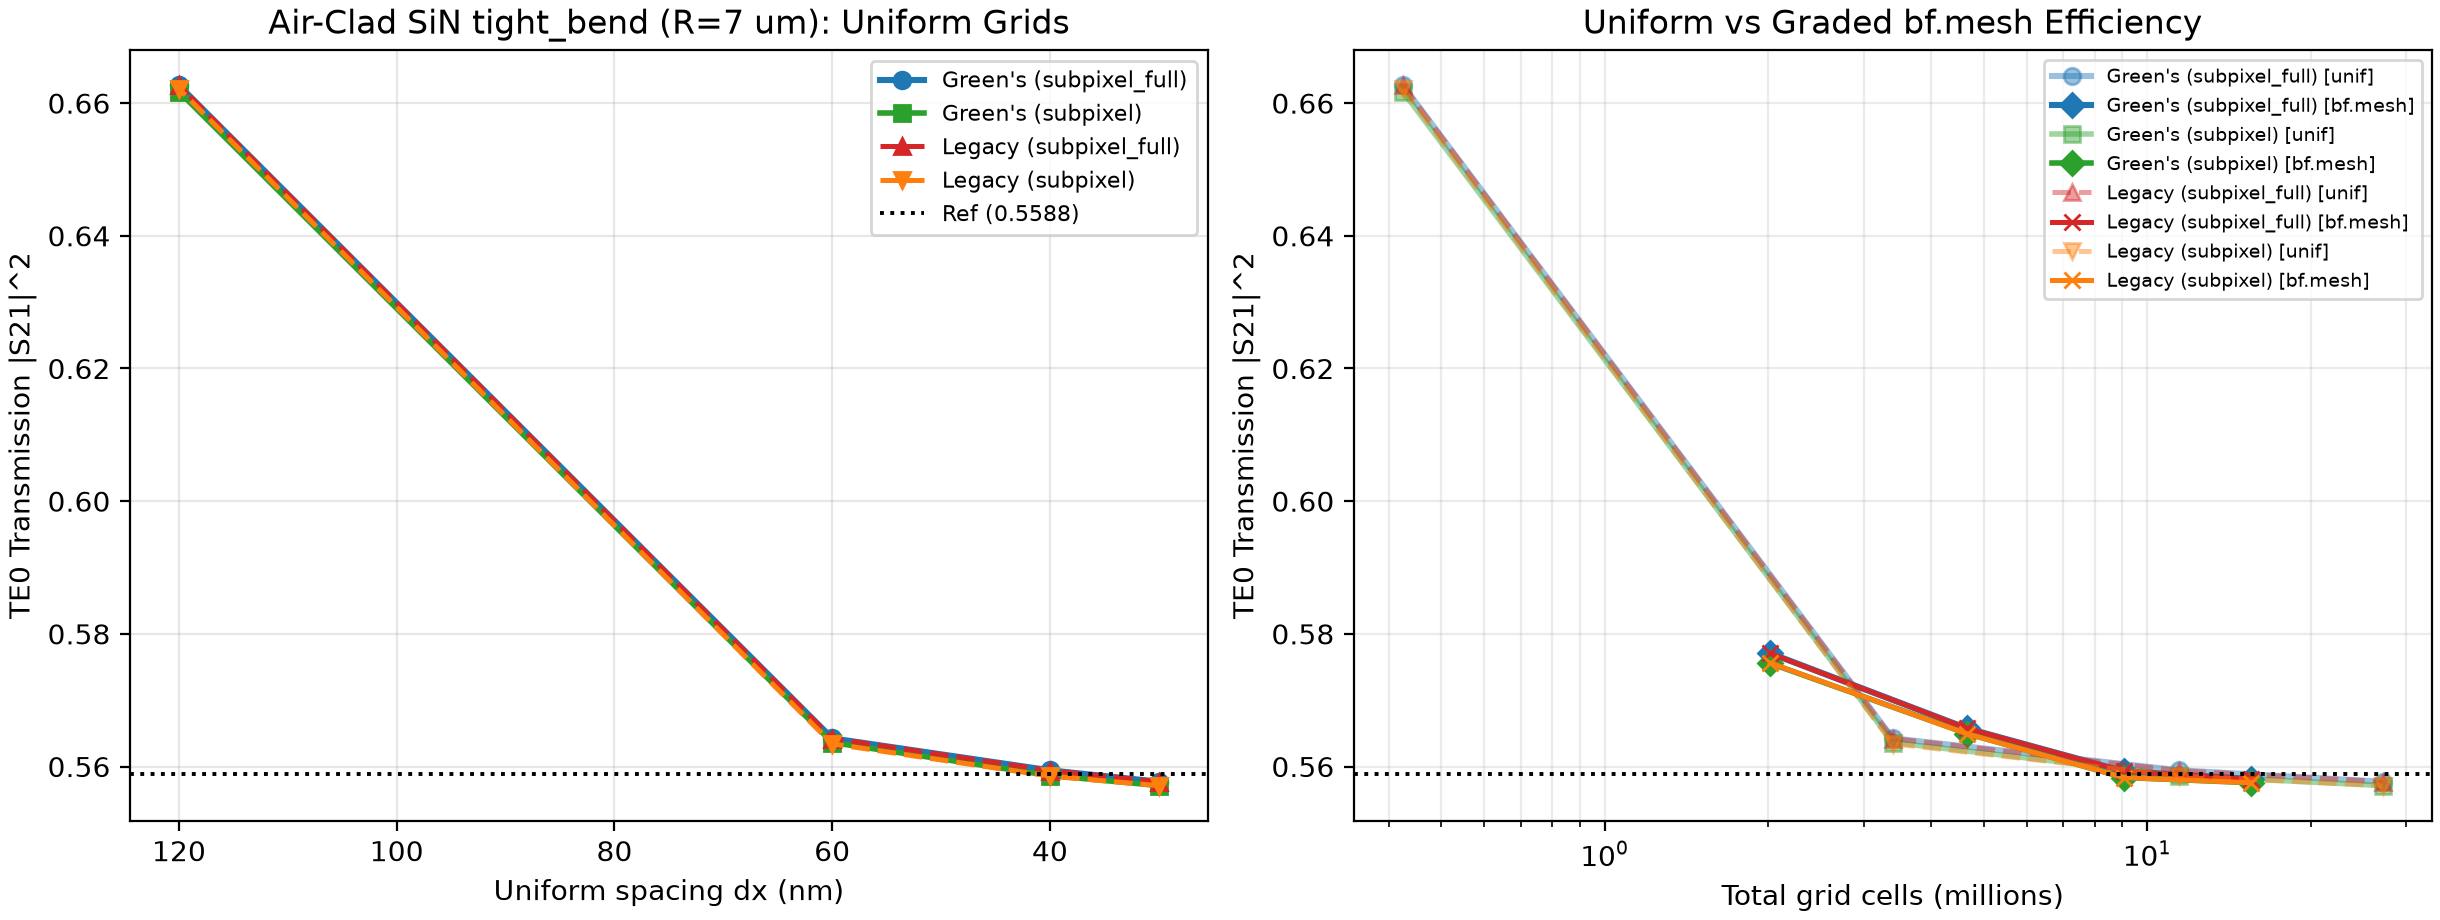 Air-Clad SiN tight_bend (R=7 um): Uniform Grids
TE0 Transmission |S21|^2
0.66
0.64
0.62
0.60
0.58
0.56
120
100
80
60
40
Uniform spacing dx (nm)
Green's (subpixel_full)
Green's (subpixel)
Legacy (subpixel_full)
Legacy (subpixel)
Ref (0.5588)
Uniform vs Graded bf.mesh Efficiency
TE0 Transmission |S21|^2
0.66
0.64
0.62
0.60
0.58
0.56
10⁰
10¹
Total grid cells (millions)
Green's (subpixel_full) [unif]
Green's (subpixel_full) [bf.mesh]
Green's (subpixel) [unif]
Green's (subpixel) [bf.mesh]
Legacy (subpixel_full) [unif]
Legacy (subpixel_full) [bf.mesh]
Legacy (subpixel) [unif]
Legacy (subpixel) [bf.mesh]